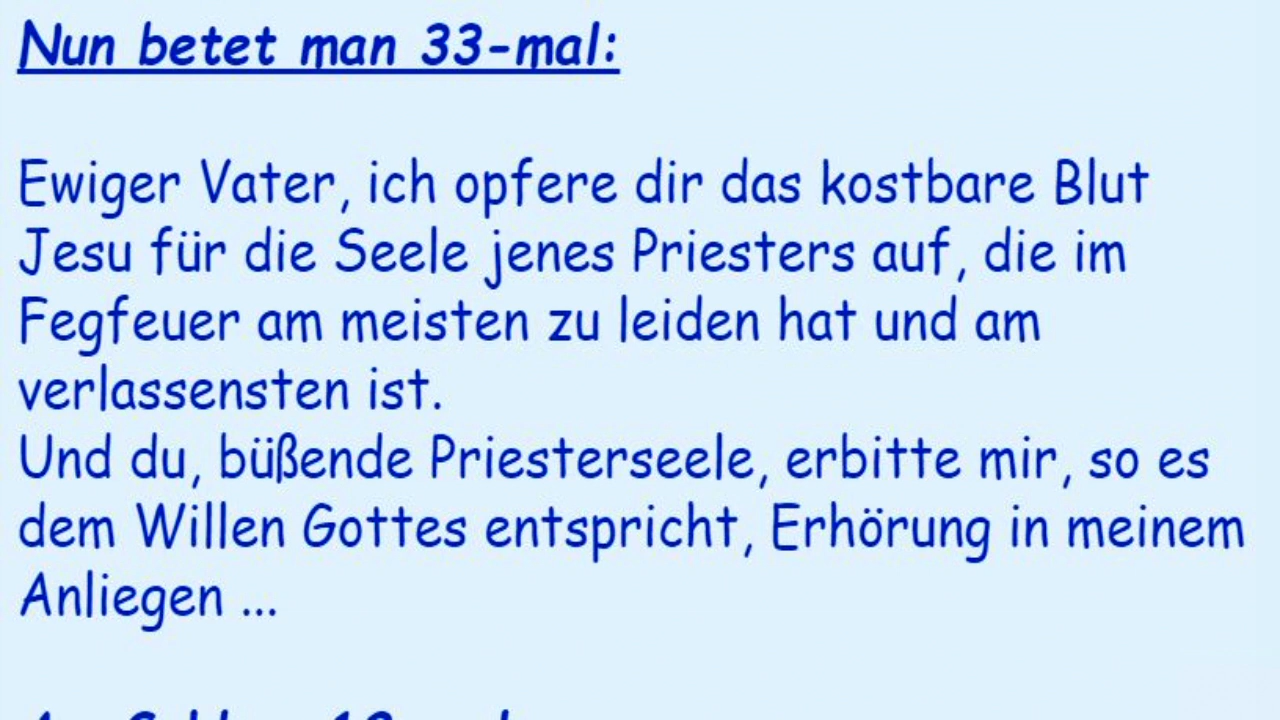 Nun betet man 33-mal:
Ewiger Vater, ich opfere dir das kostbare Blut
Jesu für die Seele jenes Priesters auf, die im
Fegfeuer am meisten zu leiden hat und am
verlassensten ist.
Und du, büßende Priesterseele, erbitte mir, so es
dem Willen Gottes entspricht, Erhörung in meinem
Anliegen ...